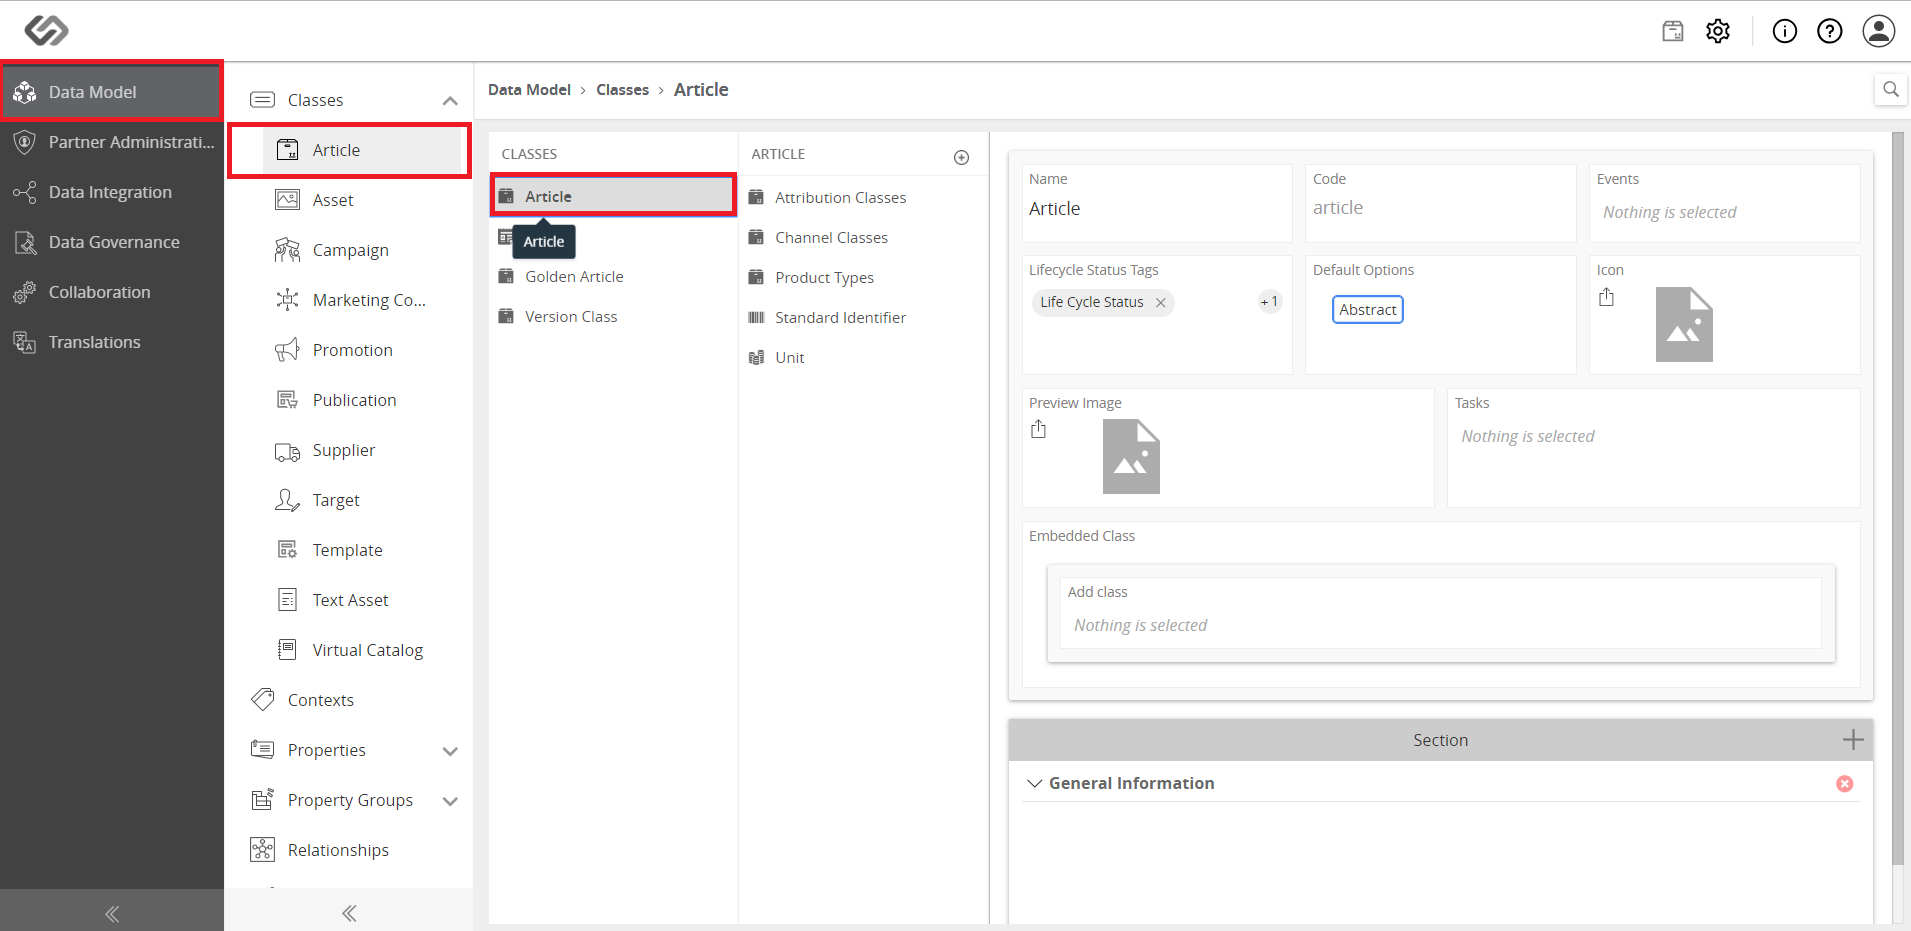 Data Model
Partner Administrati...
Data Integration
Data Governance
Collaboration
Translations
Classes
Article
Asset
Campaign
Marketing Co...
Promotion
Publication
Supplier
Target
Template
Text Asset
Virtual Catalog
Contexts
Properties
Property Groups
Relationships
Data Model > Classes > Article
CLASSES
Article
Article
Golden Article
Version Class
ARTICLE
Attribution Classes
Channel Classes
Product Types
Standard Identifier
Unit
Name
Article
Code
article
Events
Nothing is selected
Lifecycle Status Tags
Life Cycle Status
+1
Default Options
Abstract
Icon
Preview Image
Tasks
Nothing is selected
Embedded Class
Add class
Nothing is selected
Section
General Information